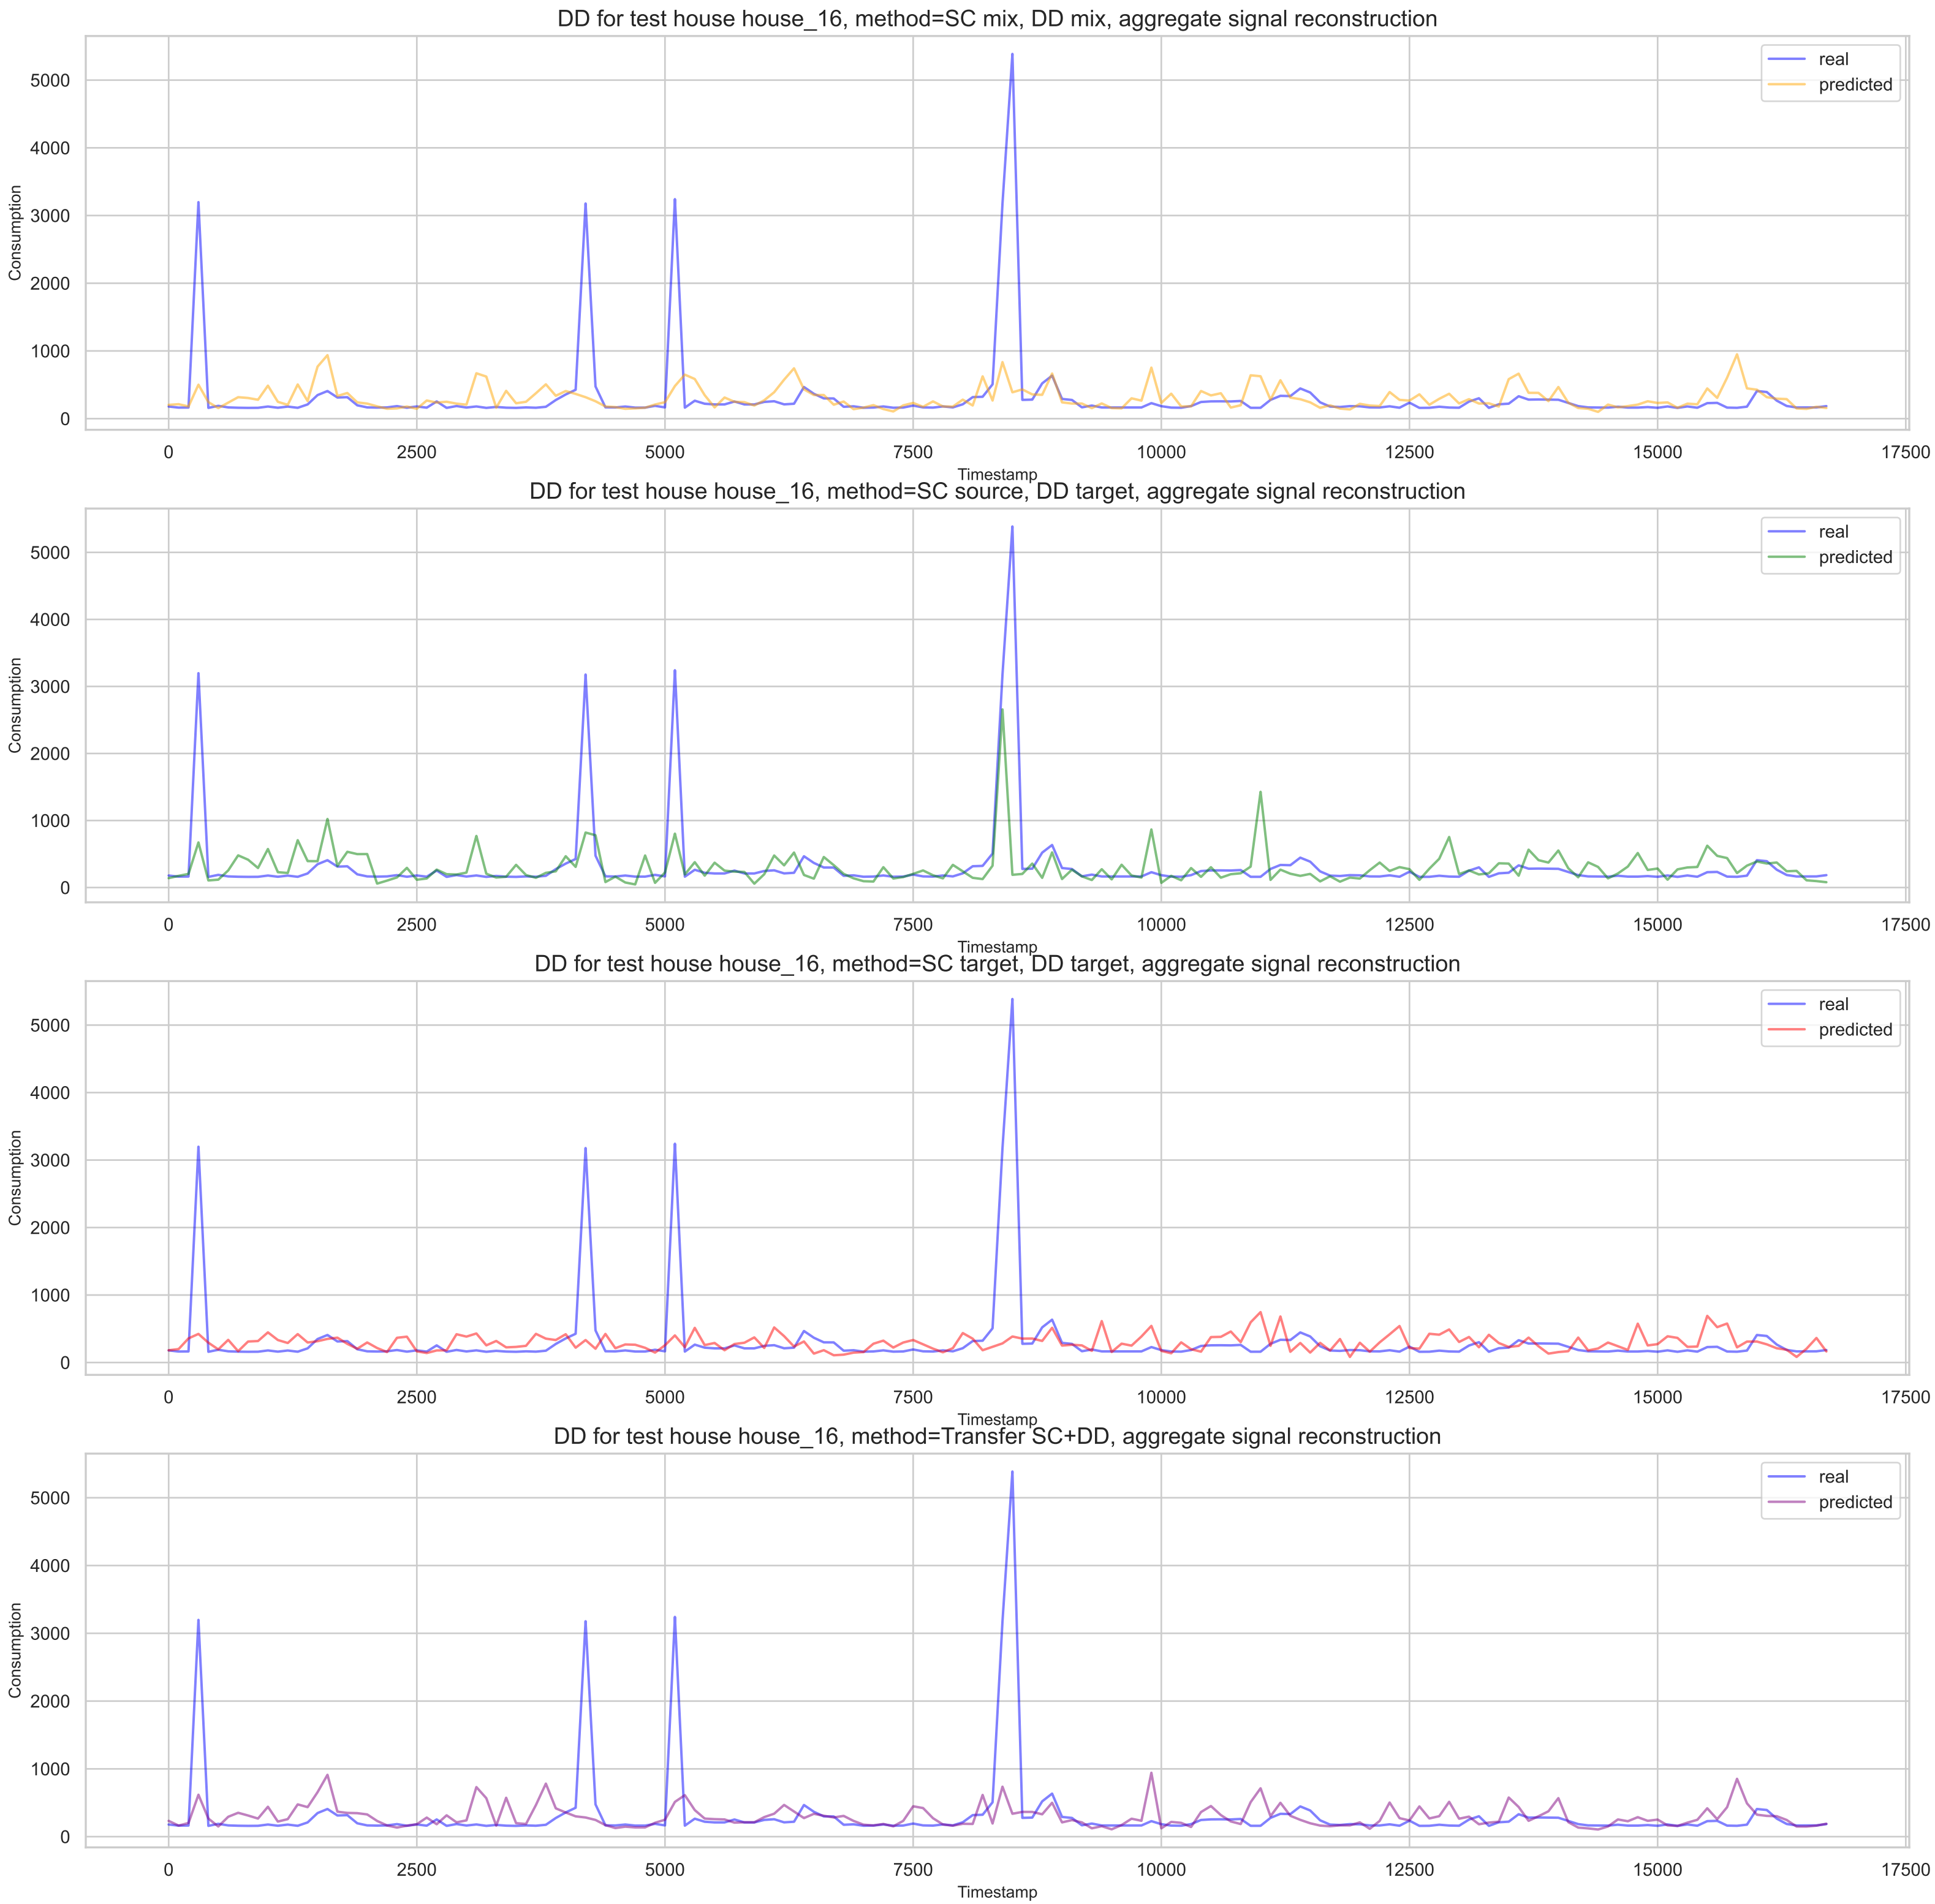 DD for test house house_16, method=SC mix, DD mix, aggregate signal reconstruction
Consumption
5000
4000
3000
2000
1000
0
real
predicted
0 2500 5000 7500 10000 12500 15000 17500
Timestamp
DD for test house house_16, method=SC source, DD target, aggregate signal reconstruction
Consumption
5000
4000
3000
2000
1000
0
real
predicted
0 2500 5000 7500 10000 12500 15000 17500
Timestamp
DD for test house house_16, method=SC target, DD target, aggregate signal reconstruction
Consumption
5000
4000
3000
2000
1000
0
real
predicted
0 2500 5000 7500 10000 12500 15000 17500
Timestamp
DD for test house house_16, method=Transfer SC+DD, aggregate signal reconstruction
Consumption
5000
4000
3000
2000
1000
0
real
predicted
0 2500 5000 7500 10000 12500 15000 17500
Timestamp